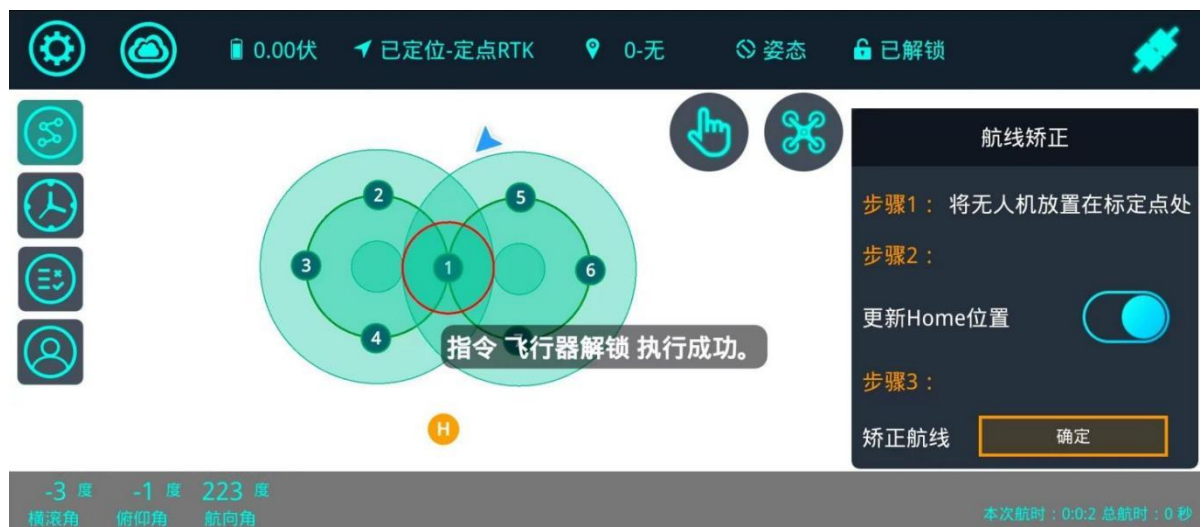 0.00伏 已定位-定点RTK 0-无 姿态 已解锁
航线矫正
步骤1： 将无人机放置在标定点处
步骤2：
更新Home位置
步骤3：
矫正航线 确定
2
5
3
1
6
4
指令 飞行器解锁 执行成功。
H
-3 度 -1 度 223 度
横滚角 俯仰角 航向角
本次航时：0:0:2 总航时：0 秒